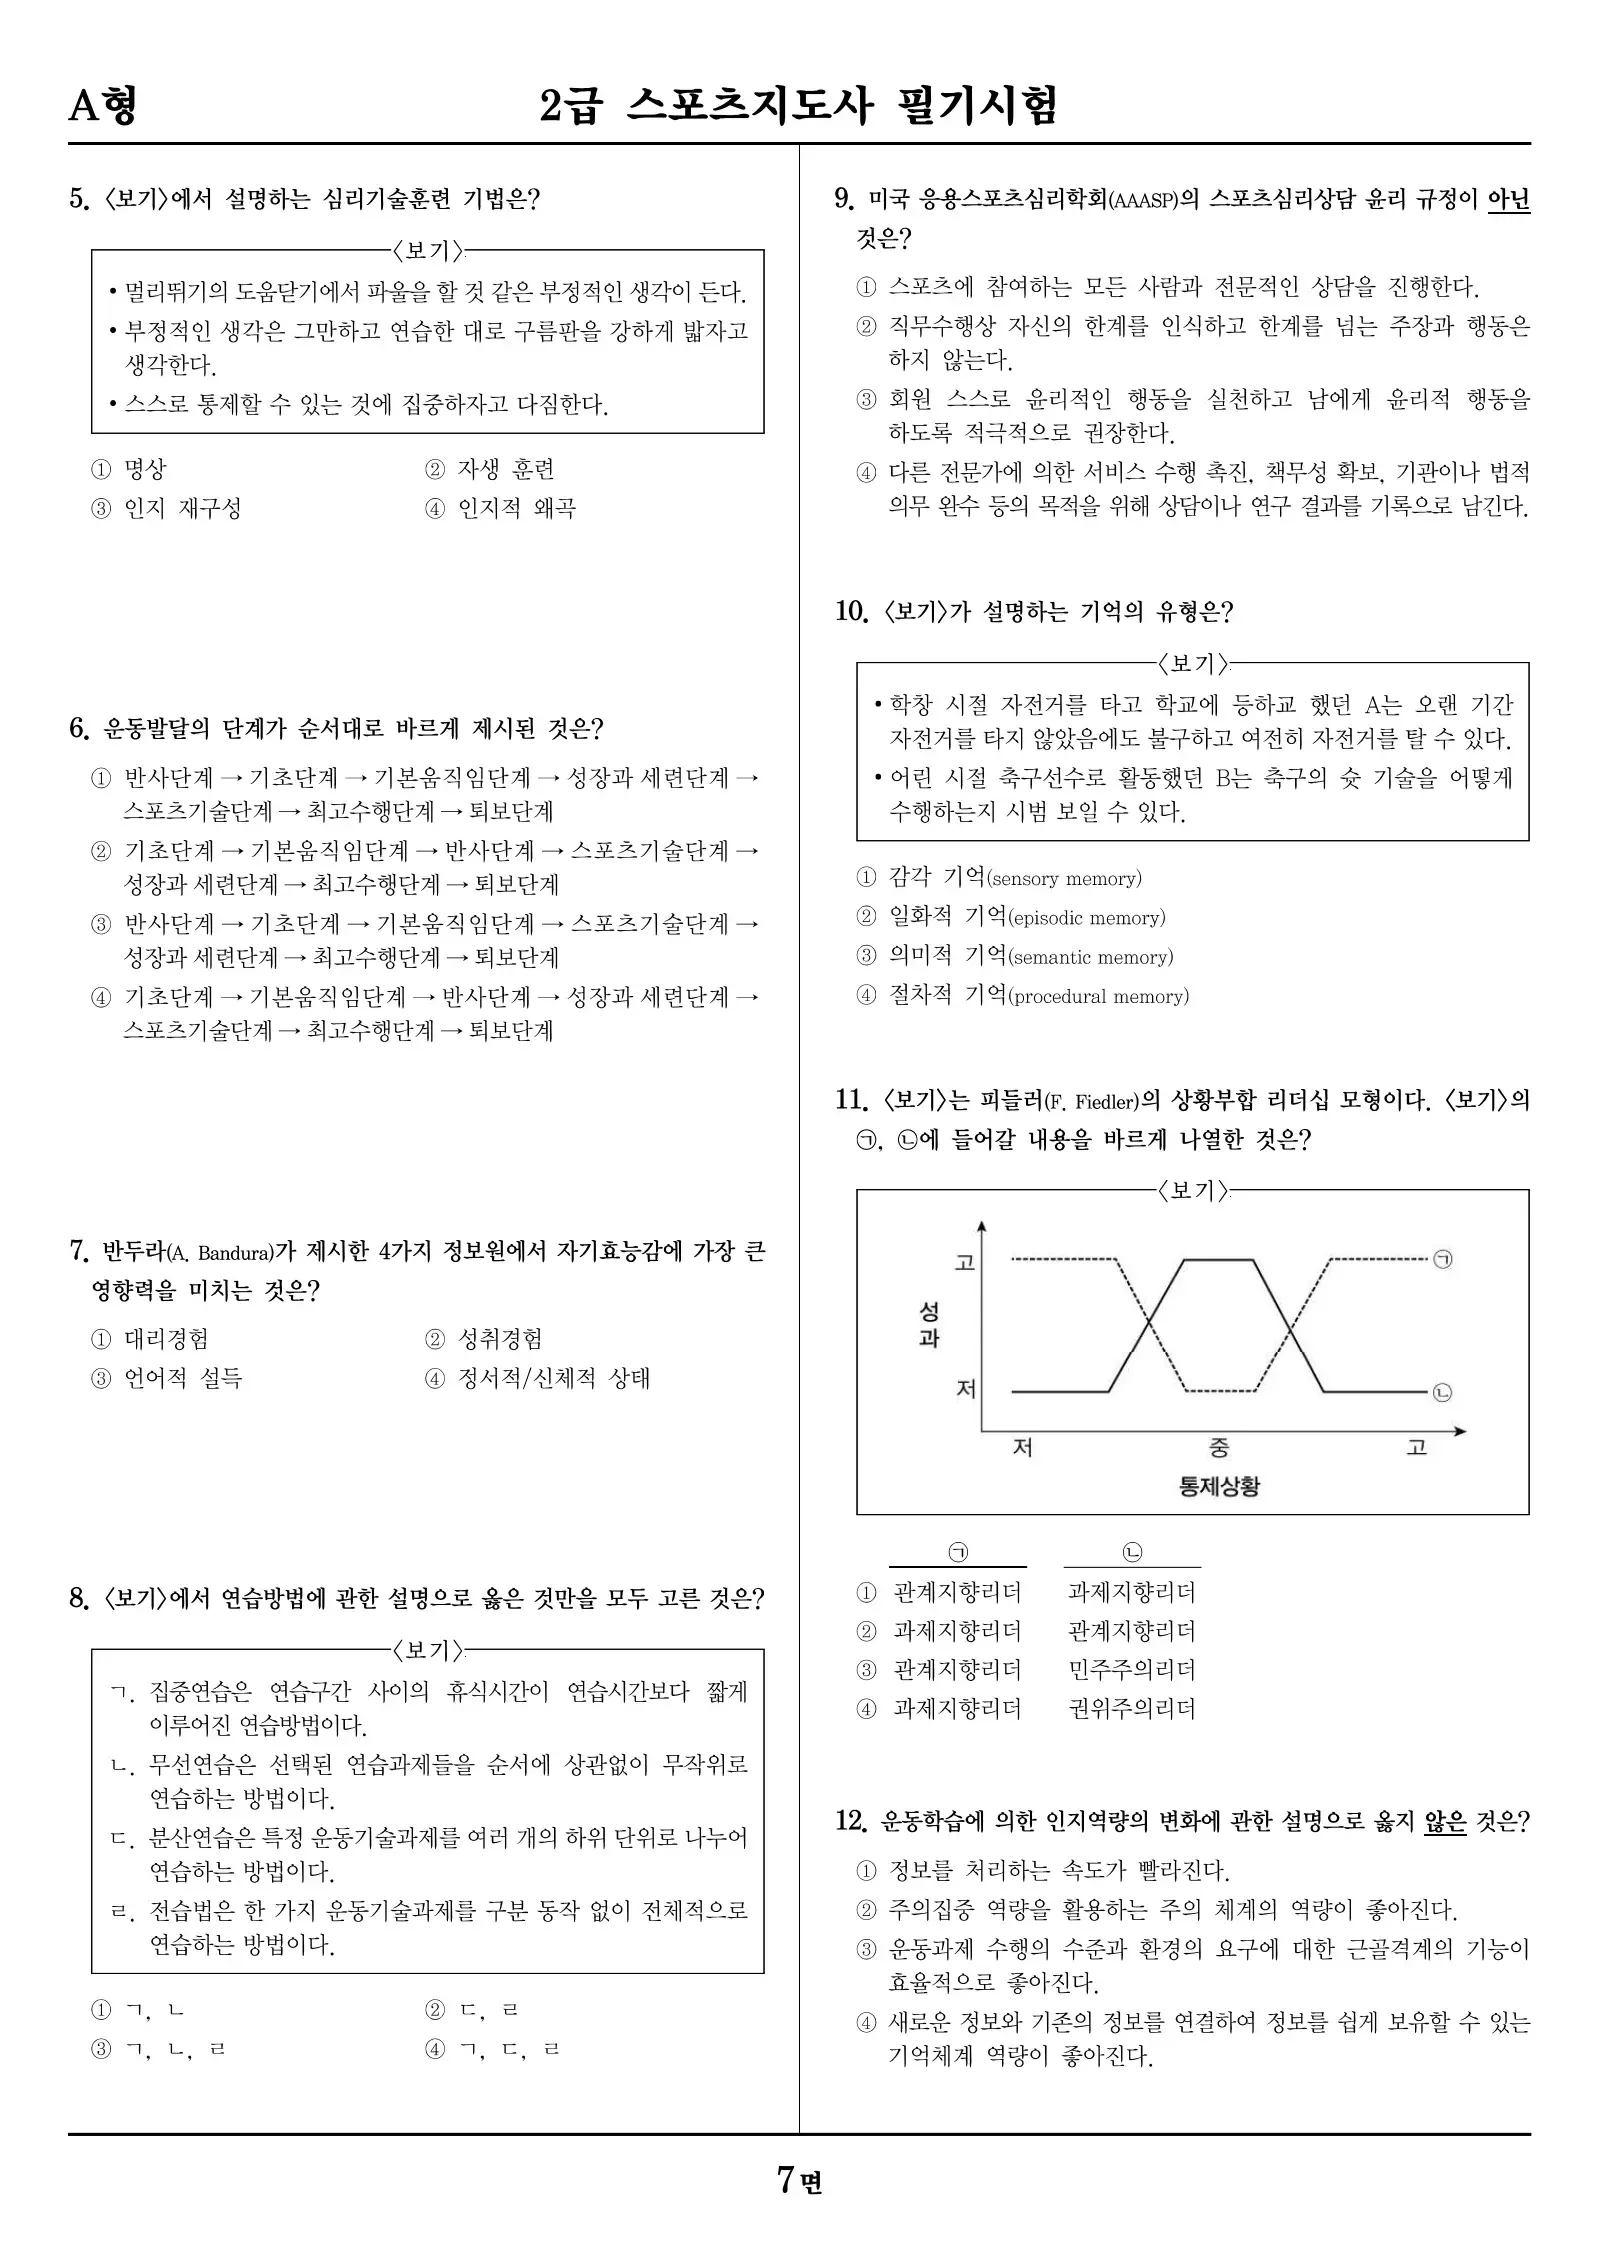 A형
2급 스포츠지도사 필기시험
5. 〈보기〉에서 설명하는 심리기술훈련 기법은?
〈보기〉
• 멀리뛰기의 도움닫기에서 파울을 할 것 같은 부정적인 생각이 든다.
• 부정적인 생각은 그만하고 연습한 대로 구름판을 강하게 밟자고
생각한다.
• 스스로 통제할 수 있는 것에 집중하자고 다짐한다.
① 명상 ② 자생 훈련
③ 인지 재구성 ④ 인지적 왜곡
6. 운동발달의 단계가 순서대로 바르게 제시된 것은?
① 반사단계 → 기초단계 → 기본움직임단계 → 성장과 세련단계 →
스포츠기술단계 → 최고수행단계 → 퇴보단계
② 기초단계 → 기본움직임단계 → 반사단계 → 스포츠기술단계 →
성장과 세련단계 → 최고수행단계 → 퇴보단계
③ 반사단계 → 기초단계 → 기본움직임단계 → 스포츠기술단계 →
성장과 세련단계 → 최고수행단계 → 퇴보단계
④ 기초단계 → 기본움직임단계 → 반사단계 → 성장과 세련단계 →
스포츠기술단계 → 최고수행단계 → 퇴보단계
7. 반두라(A. Bandura)가 제시한 4가지 정보원에서 자기효능감에 가장 큰
영향력을 미치는 것은?
① 대리경험 ② 성취경험
③ 언어적 설득 ④ 정서적/신체적 상태
8. 〈보기〉에서 연습방법에 관한 설명으로 옳은 것만을 모두 고른 것은?
〈보기〉
ㄱ. 집중연습은 연습구간 사이의 휴식시간이 연습시간보다 짧게
이루어진 연습방법이다.
ㄴ. 무선연습은 선택된 연습과제들을 순서에 상관없이 무작위로
연습하는 방법이다.
ㄷ. 분산연습은 특정 운동기술과제를 여러 개의 하위 단위로 나누어
연습하는 방법이다.
ㄹ. 전습법은 한 가지 운동기술과제를 구분 동작 없이 전체적으로
연습하는 방법이다.
① ㄱ, ㄴ ② ㄷ, ㄹ
③ ㄱ, ㄴ, ㄹ ④ ㄱ, ㄷ, ㄹ
9. 미국 응용스포츠심리학회(AAASP)의 스포츠심리상담 윤리 규정이 아닌
것은?
① 스포츠에 참여하는 모든 사람과 전문적인 상담을 진행한다.
② 직무수행상 자신의 한계를 인식하고 한계를 넘는 주장과 행동은
하지 않는다.
③ 회원 스스로 윤리적인 행동을 실천하고 남에게 윤리적 행동을
하도록 적극적으로 권장한다.
④ 다른 전문가에 의한 서비스 수행 촉진, 책무성 확보, 기관이나 법적
의무 완수 등의 목적을 위해 상담이나 연구 결과를 기록으로 남긴다.
10. 〈보기〉가 설명하는 기억의 유형은?
〈보기〉
• 학창 시절 자전거를 타고 학교에 등하교 했던 A는 오랜 기간
자전거를 타지 않았음에도 불구하고 여전히 자전거를 탈 수 있다.
• 어린 시절 축구선수로 활동했던 B는 축구의 슛 기술을 어떻게
수행하는지 시범 보일 수 있다.
① 감각 기억(sensory memory)
② 일화적 기억(episodic memory)
③ 의미적 기억(semantic memory)
④ 절차적 기억(procedural memory)
11. 〈보기〉는 피들러(F. Fiedler)의 상황부합 리더십 모형이다. 〈보기〉의
㉠, ㉡에 들어갈 내용을 바르게 나열한 것은?
〈보기〉
고 ㉠
성과
저 ㉡
저 중 고
통제상황
㉠ ㉡
① 관계지향리더 과제지향리더
② 과제지향리더 관계지향리더
③ 관계지향리더 민주주의리더
④ 과제지향리더 권위주의리더
12. 운동학습에 의한 인지역량의 변화에 관한 설명으로 옳지 않은 것은?
① 정보를 처리하는 속도가 빨라진다.
② 주의집중 역량을 활용하는 주의 체계의 역량이 좋아진다.
③ 운동과제 수행의 수준과 환경의 요구에 대한 근골격계의 기능이
효율적으로 좋아진다.
④ 새로운 정보와 기존의 정보를 연결하여 정보를 쉽게 보유할 수 있는
기억체계 역량이 좋아진다.
7 면